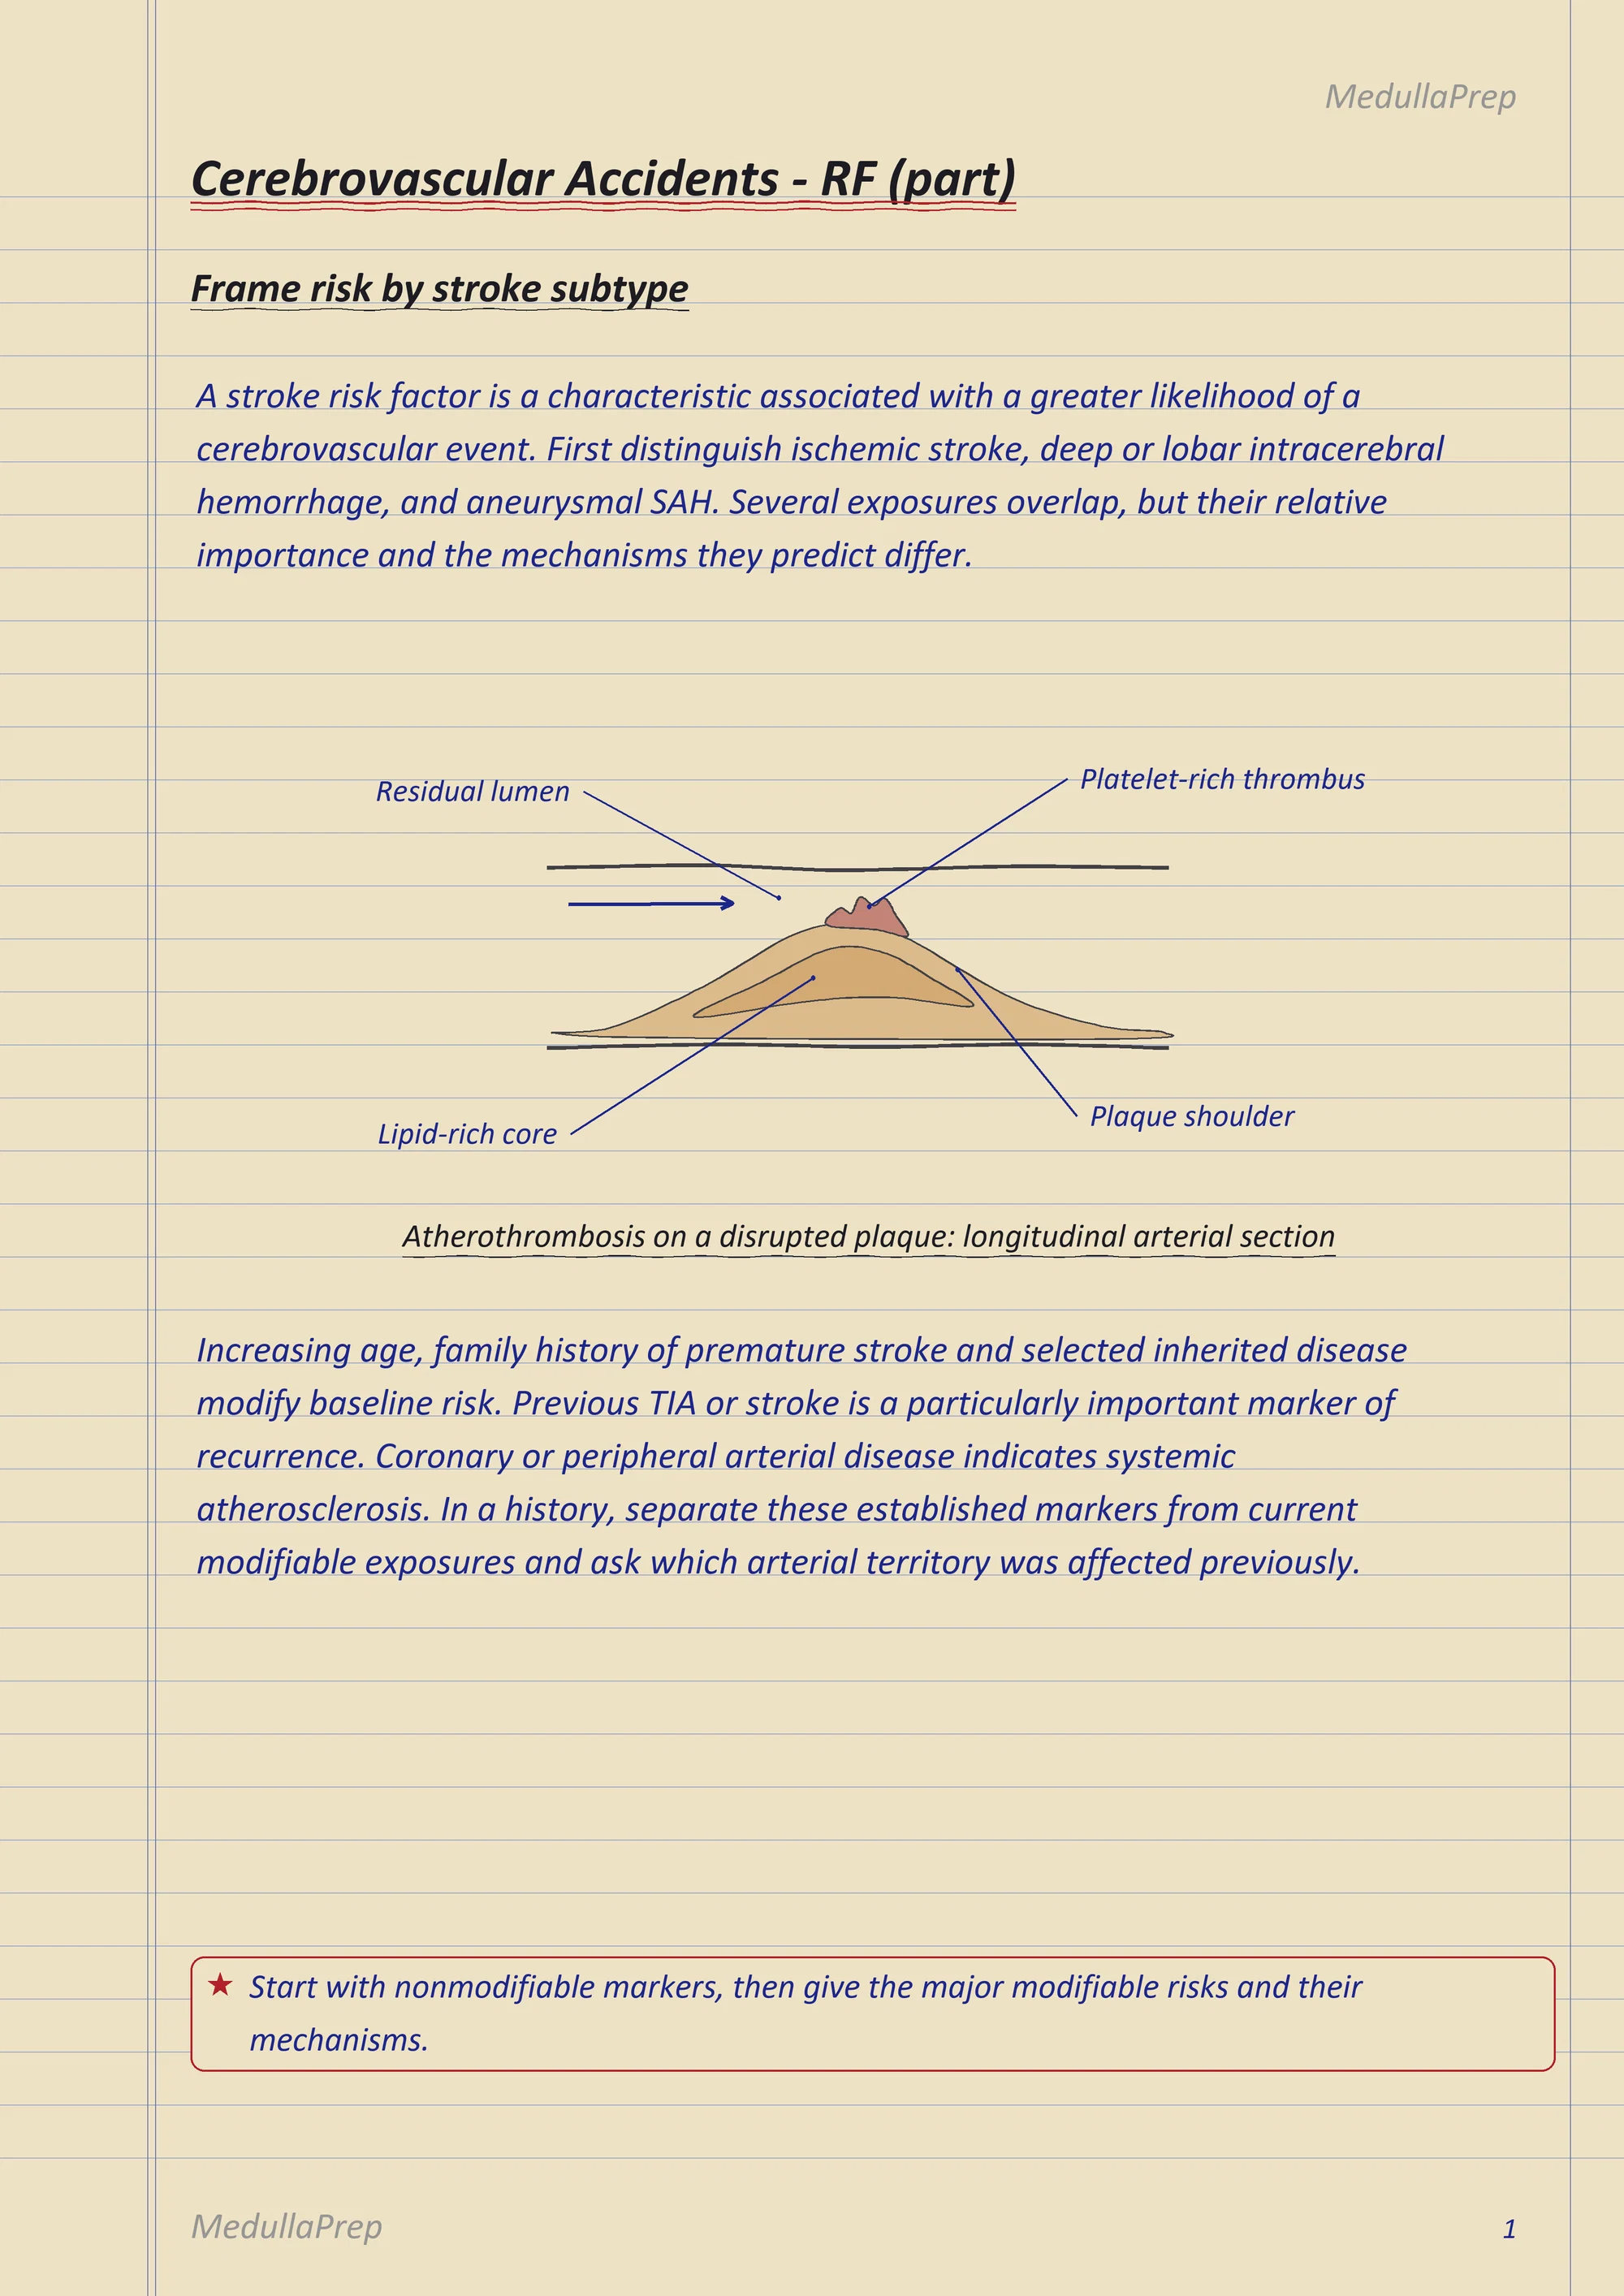 MedullaPrep
Cerebrovascular Accidents - RF (part)
Frame risk by stroke subtype
A stroke risk factor is a characteristic associated with a greater likelihood of a
cerebrovascular event. First distinguish ischemic stroke, deep or lobar intracerebral
hemorrhage, and aneurysmal SAH. Several exposures overlap, but their relative
importance and the mechanisms they predict differ.
Residual lumen
Platelet-rich thrombus
Lipid-rich core
Plaque shoulder
Atherothrombosis on a disrupted plaque: longitudinal arterial section
Increasing age, family history of premature stroke and selected inherited disease
modify baseline risk. Previous TIA or stroke is a particularly important marker of
recurrence. Coronary or peripheral arterial disease indicates systemic
atherosclerosis. In a history, separate these established markers from current
modifiable exposures and ask which arterial territory was affected previously.
★ Start with nonmodifiable markers, then give the major modifiable risks and their
mechanisms.
MedullaPrep
1